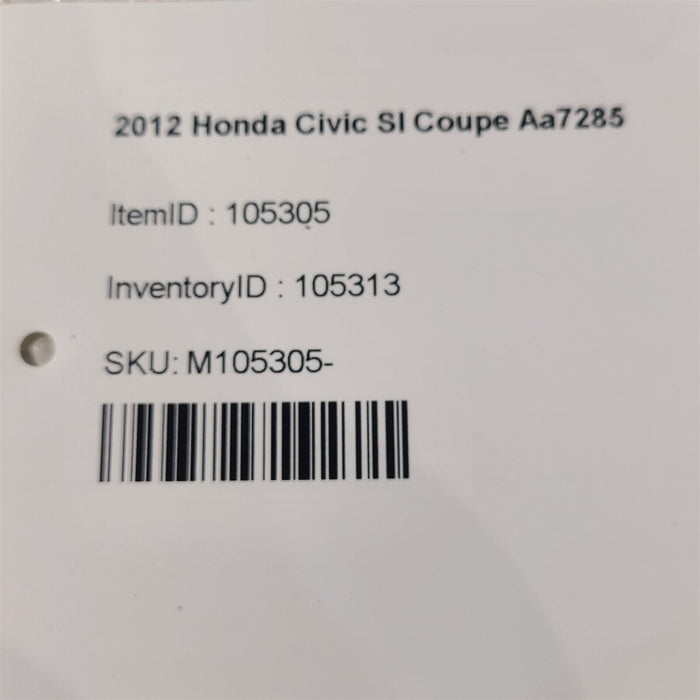 2012 Honda Civic SI Coupe Aa7285
ItemID : 105305
InventoryID : 105313
SKU: M105305-